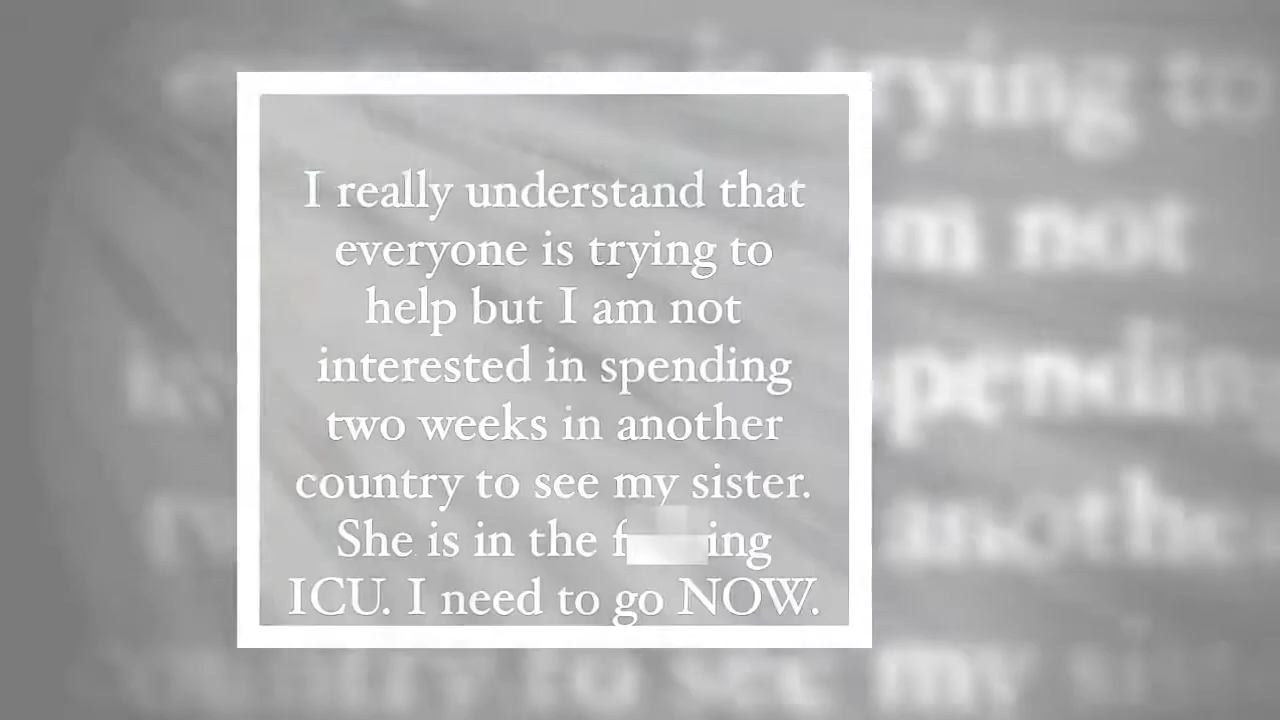 I really understand that
everyone is trying to
help but I am not
interested in spending
two weeks in another
country to see my sister.
She is in the f ing
ICU. I need to go NOW.